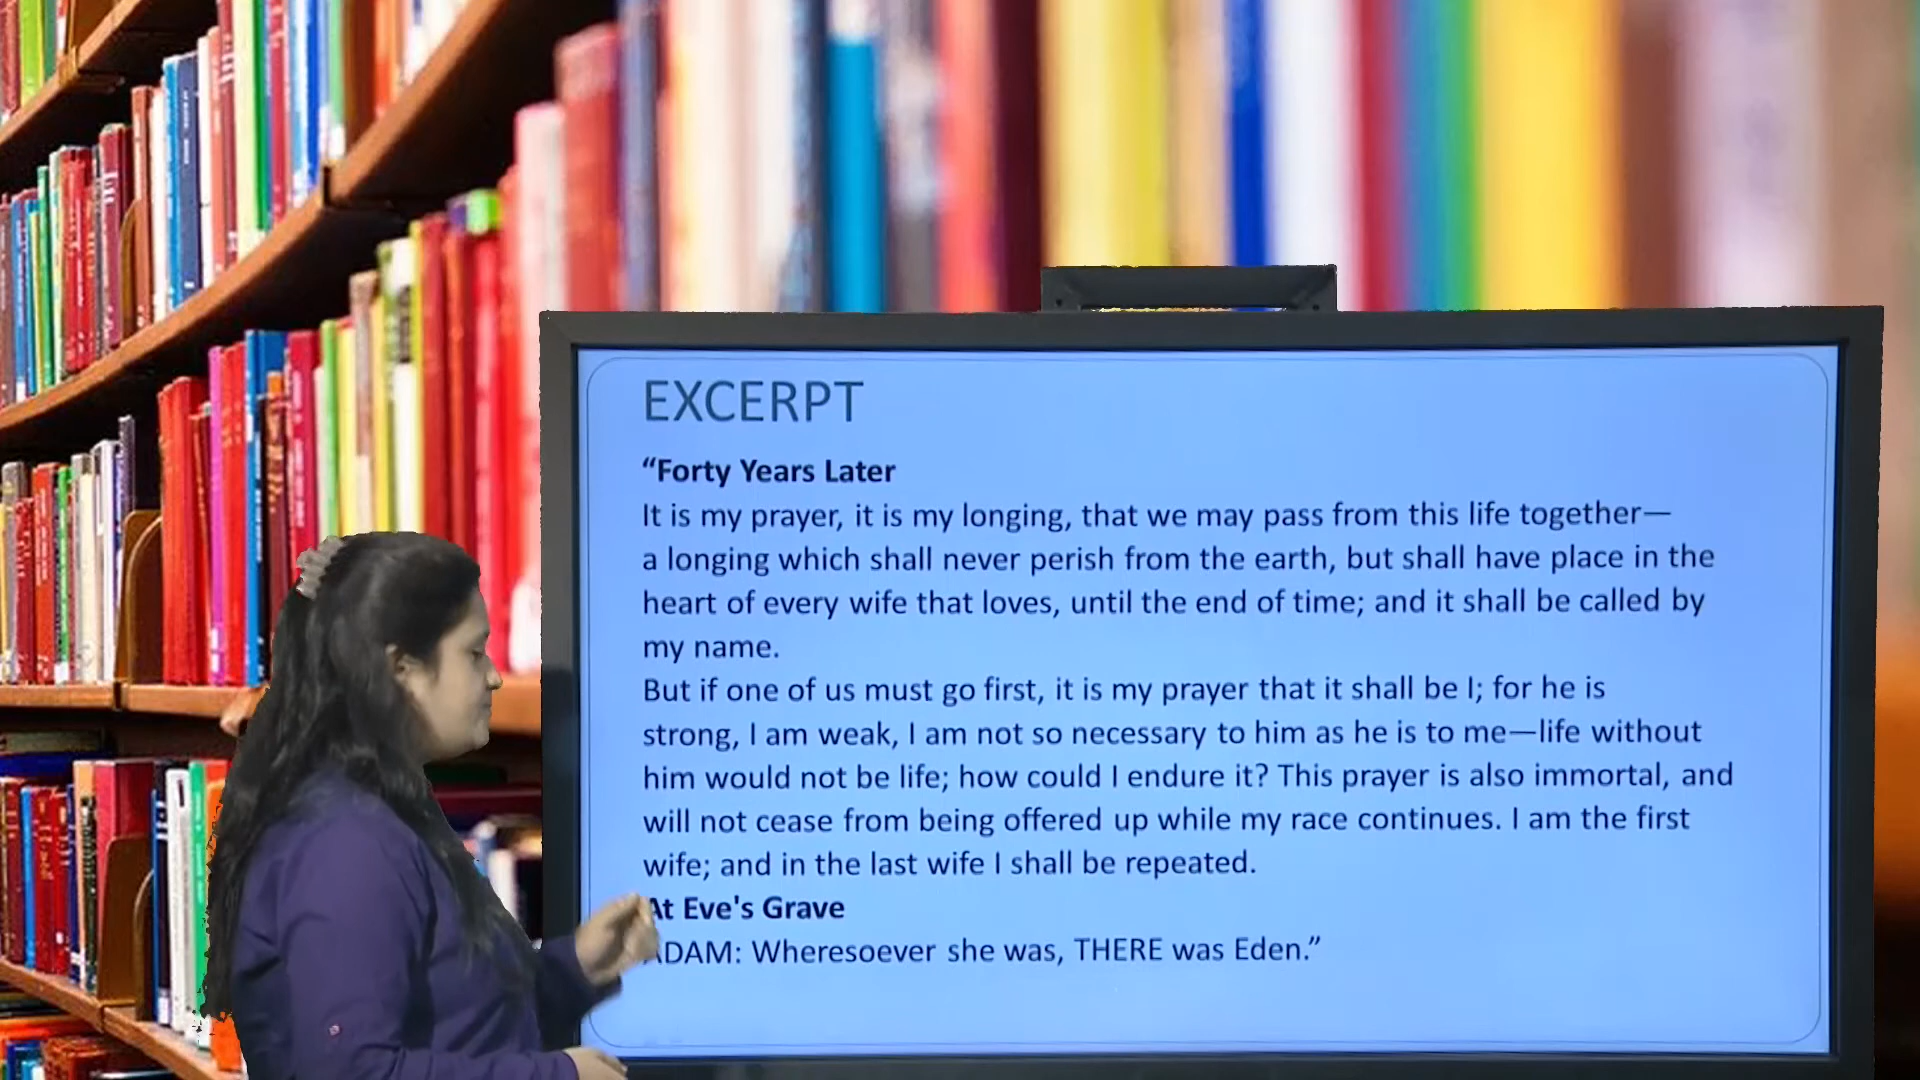 EXCERPT
“Forty Years Later
It is my prayer, it is my longing, that we may pass from this life together—
a longing which shall never perish from the earth, but shall have place in the
heart of every wife that loves, until the end of time; and it shall be called by
my name.
But if one of us must go first, it is my prayer that it shall be I; for he is
strong, I am weak, I am not so necessary to him as he is to me—life without
him would not be life; how could I endure it? This prayer is also immortal, and
will not cease from being offered up while my race continues. I am the first
wife; and in the last wife I shall be repeated.
At Eve's Grave
ADAM: Wheresoever she was, THERE was Eden.”